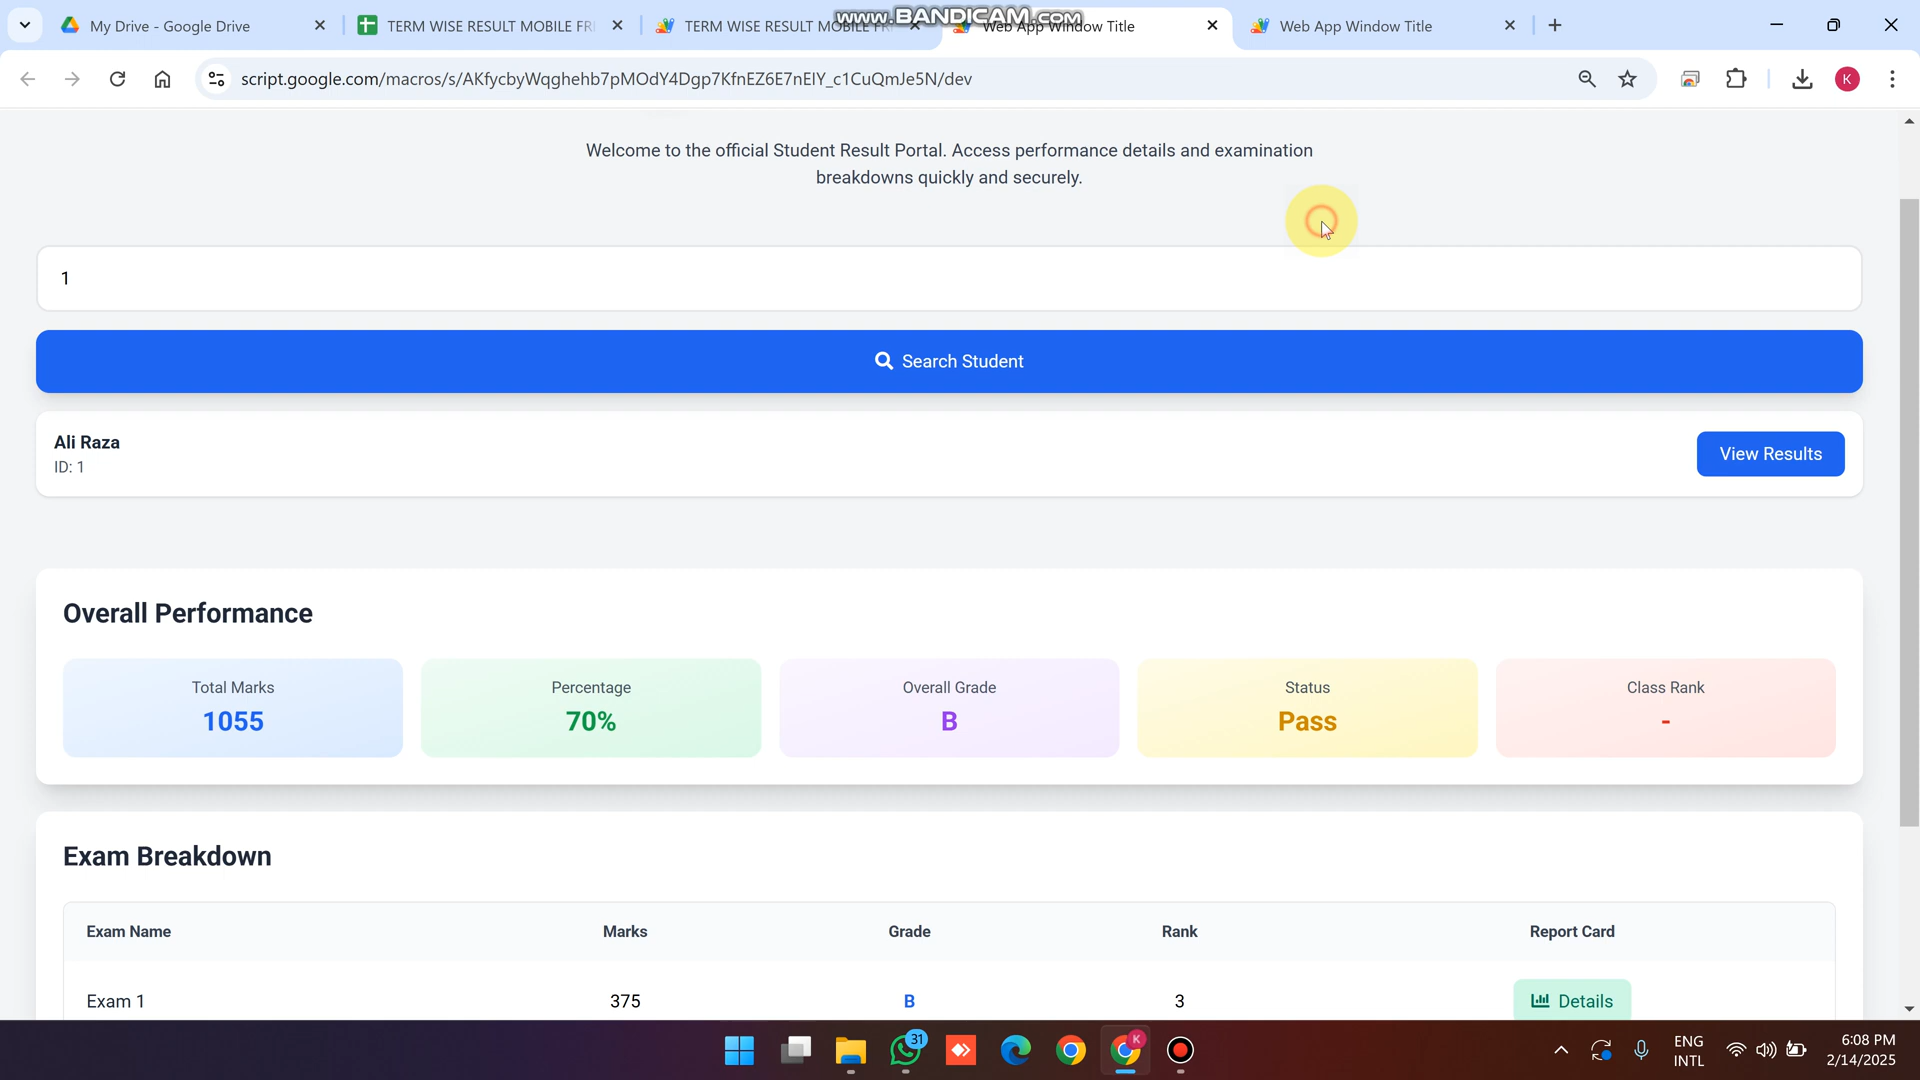 www.BANDICAM.com
My Drive - Google Drive
TERM WISE RESULT MOBILE FRI
TERM WISE RESULT MOBILE FRI
Web App Window Title
Web App Window Title
script.google.com/macros/s/AKfycbyWqghehb7pMOdY4Dgp7KfnEZ6E7nEIY_c1CuQmJe5N/dev
K
Welcome to the official Student Result Portal. Access performance details and examination
breakdowns quickly and securely.
1
Search Student
Ali Raza
ID: 1
View Results
Overall Performance
Total Marks
1055
Percentage
70%
Overall Grade
B
Status
Pass
Class Rank
-
Exam Breakdown
Exam Name Marks Grade Rank Report Card
Exam 1 375 B 3 Details
31
K
ENG
INTL
6:08 PM
2/14/2025